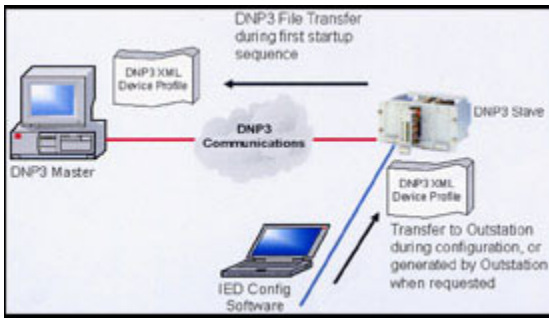 DNP3 File Transfer
during first startup
sequence
DNP3 XML
Device Profile
DNP3 Slave
DNP3
Communications
DNP3 Master
DNP3 XML
Device Profile
Transfer to Outstation
during configuration, or
generated by Outstation
when requested
IED Config
Software